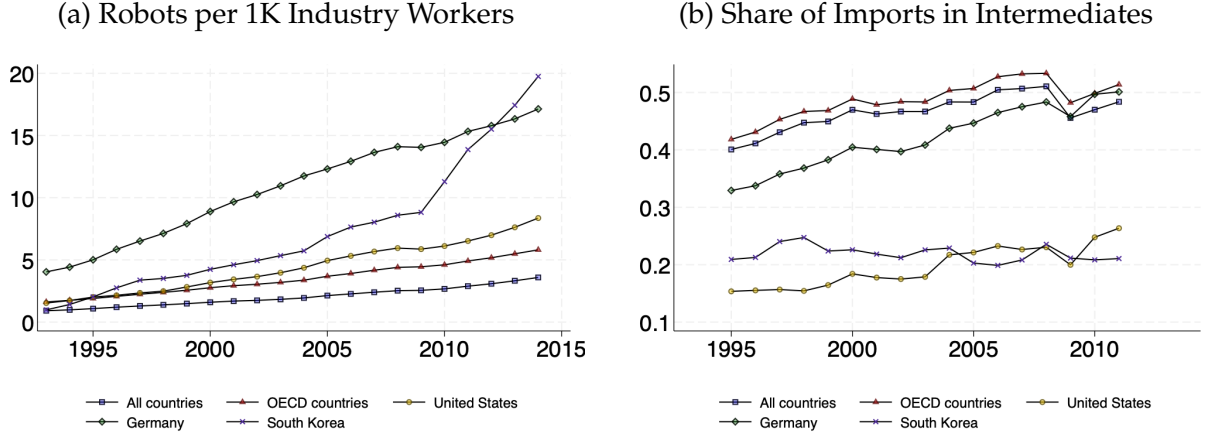 (a) Robots per 1K Industry Workers
20
15
10
5
0
1995 2000 2005 2010 2015
All countries OECD countries United States
Germany South Korea
(b) Share of Imports in Intermediates
0.5
0.4
0.3
0.2
0.1
1995 2000 2005 2010
All countries OECD countries United States
Germany South Korea